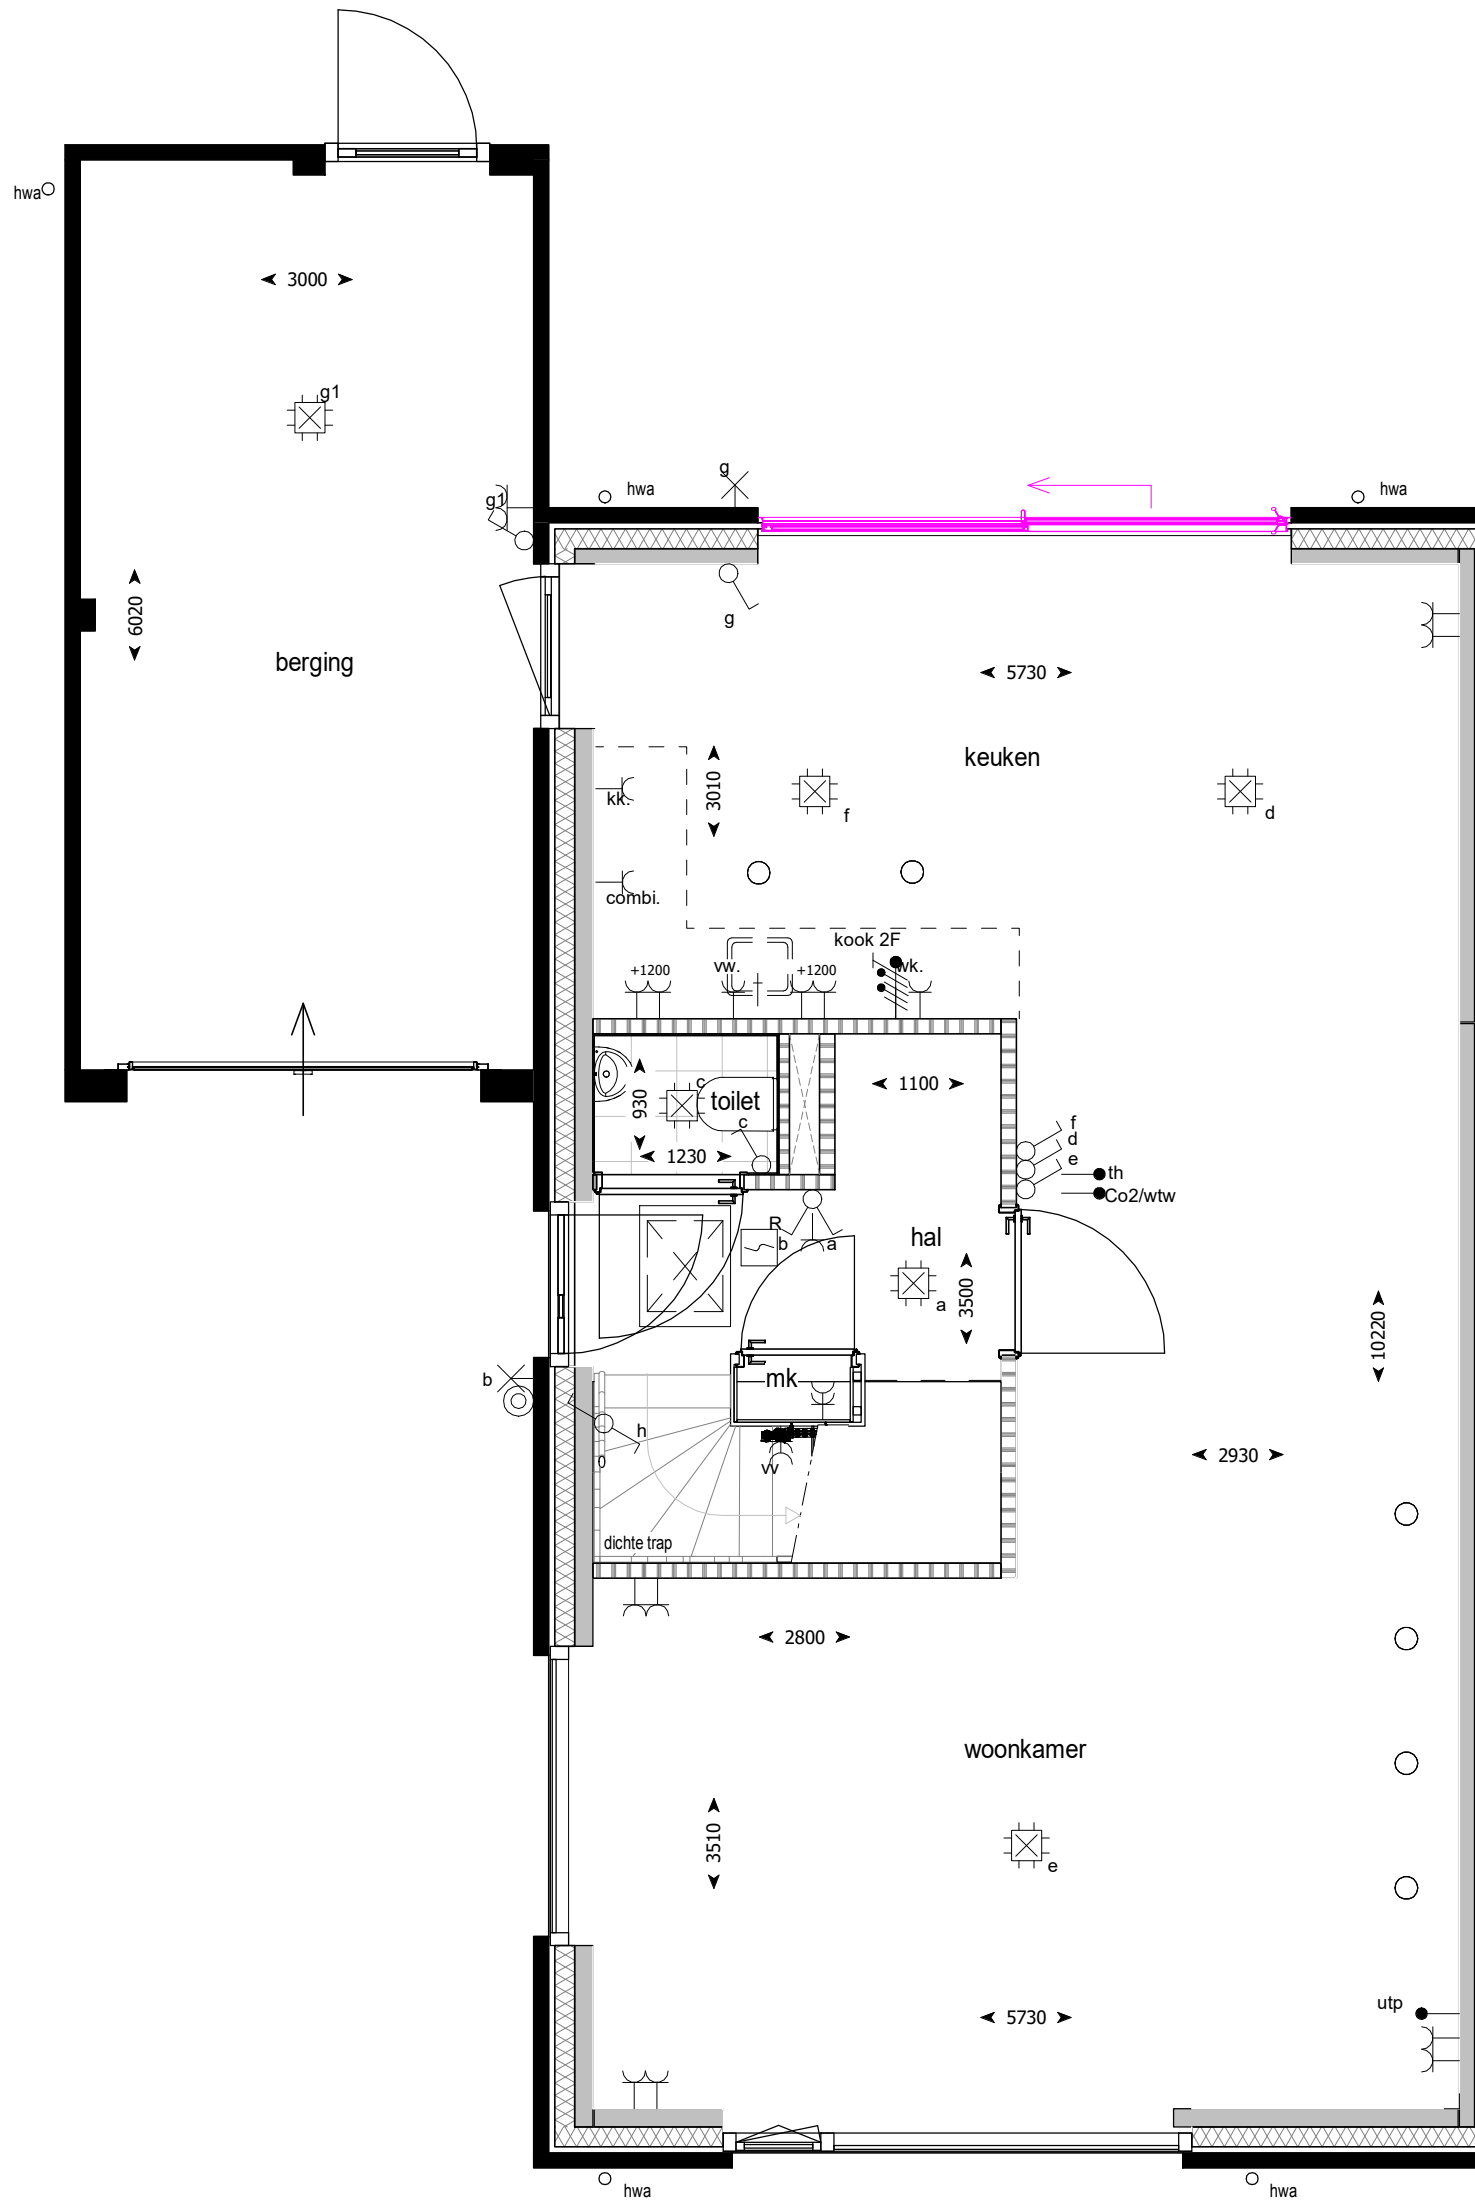 hwa
3000
g1
g
hwa
hwa
g1
6020
g
berging
5730
keuken
3010
kk.
f
d
combi.
kook 2F
+1200
vw.
+1200
wk.
c
1100
930
toilet
c
f
d
e
1230
th
Co2/wtw
R
b
a
hal
a
3500
10220
mk
b
h
0
2930
vv
dichte trap
2800
woonkamer
3510
e
utp
5730
hwa
hwa